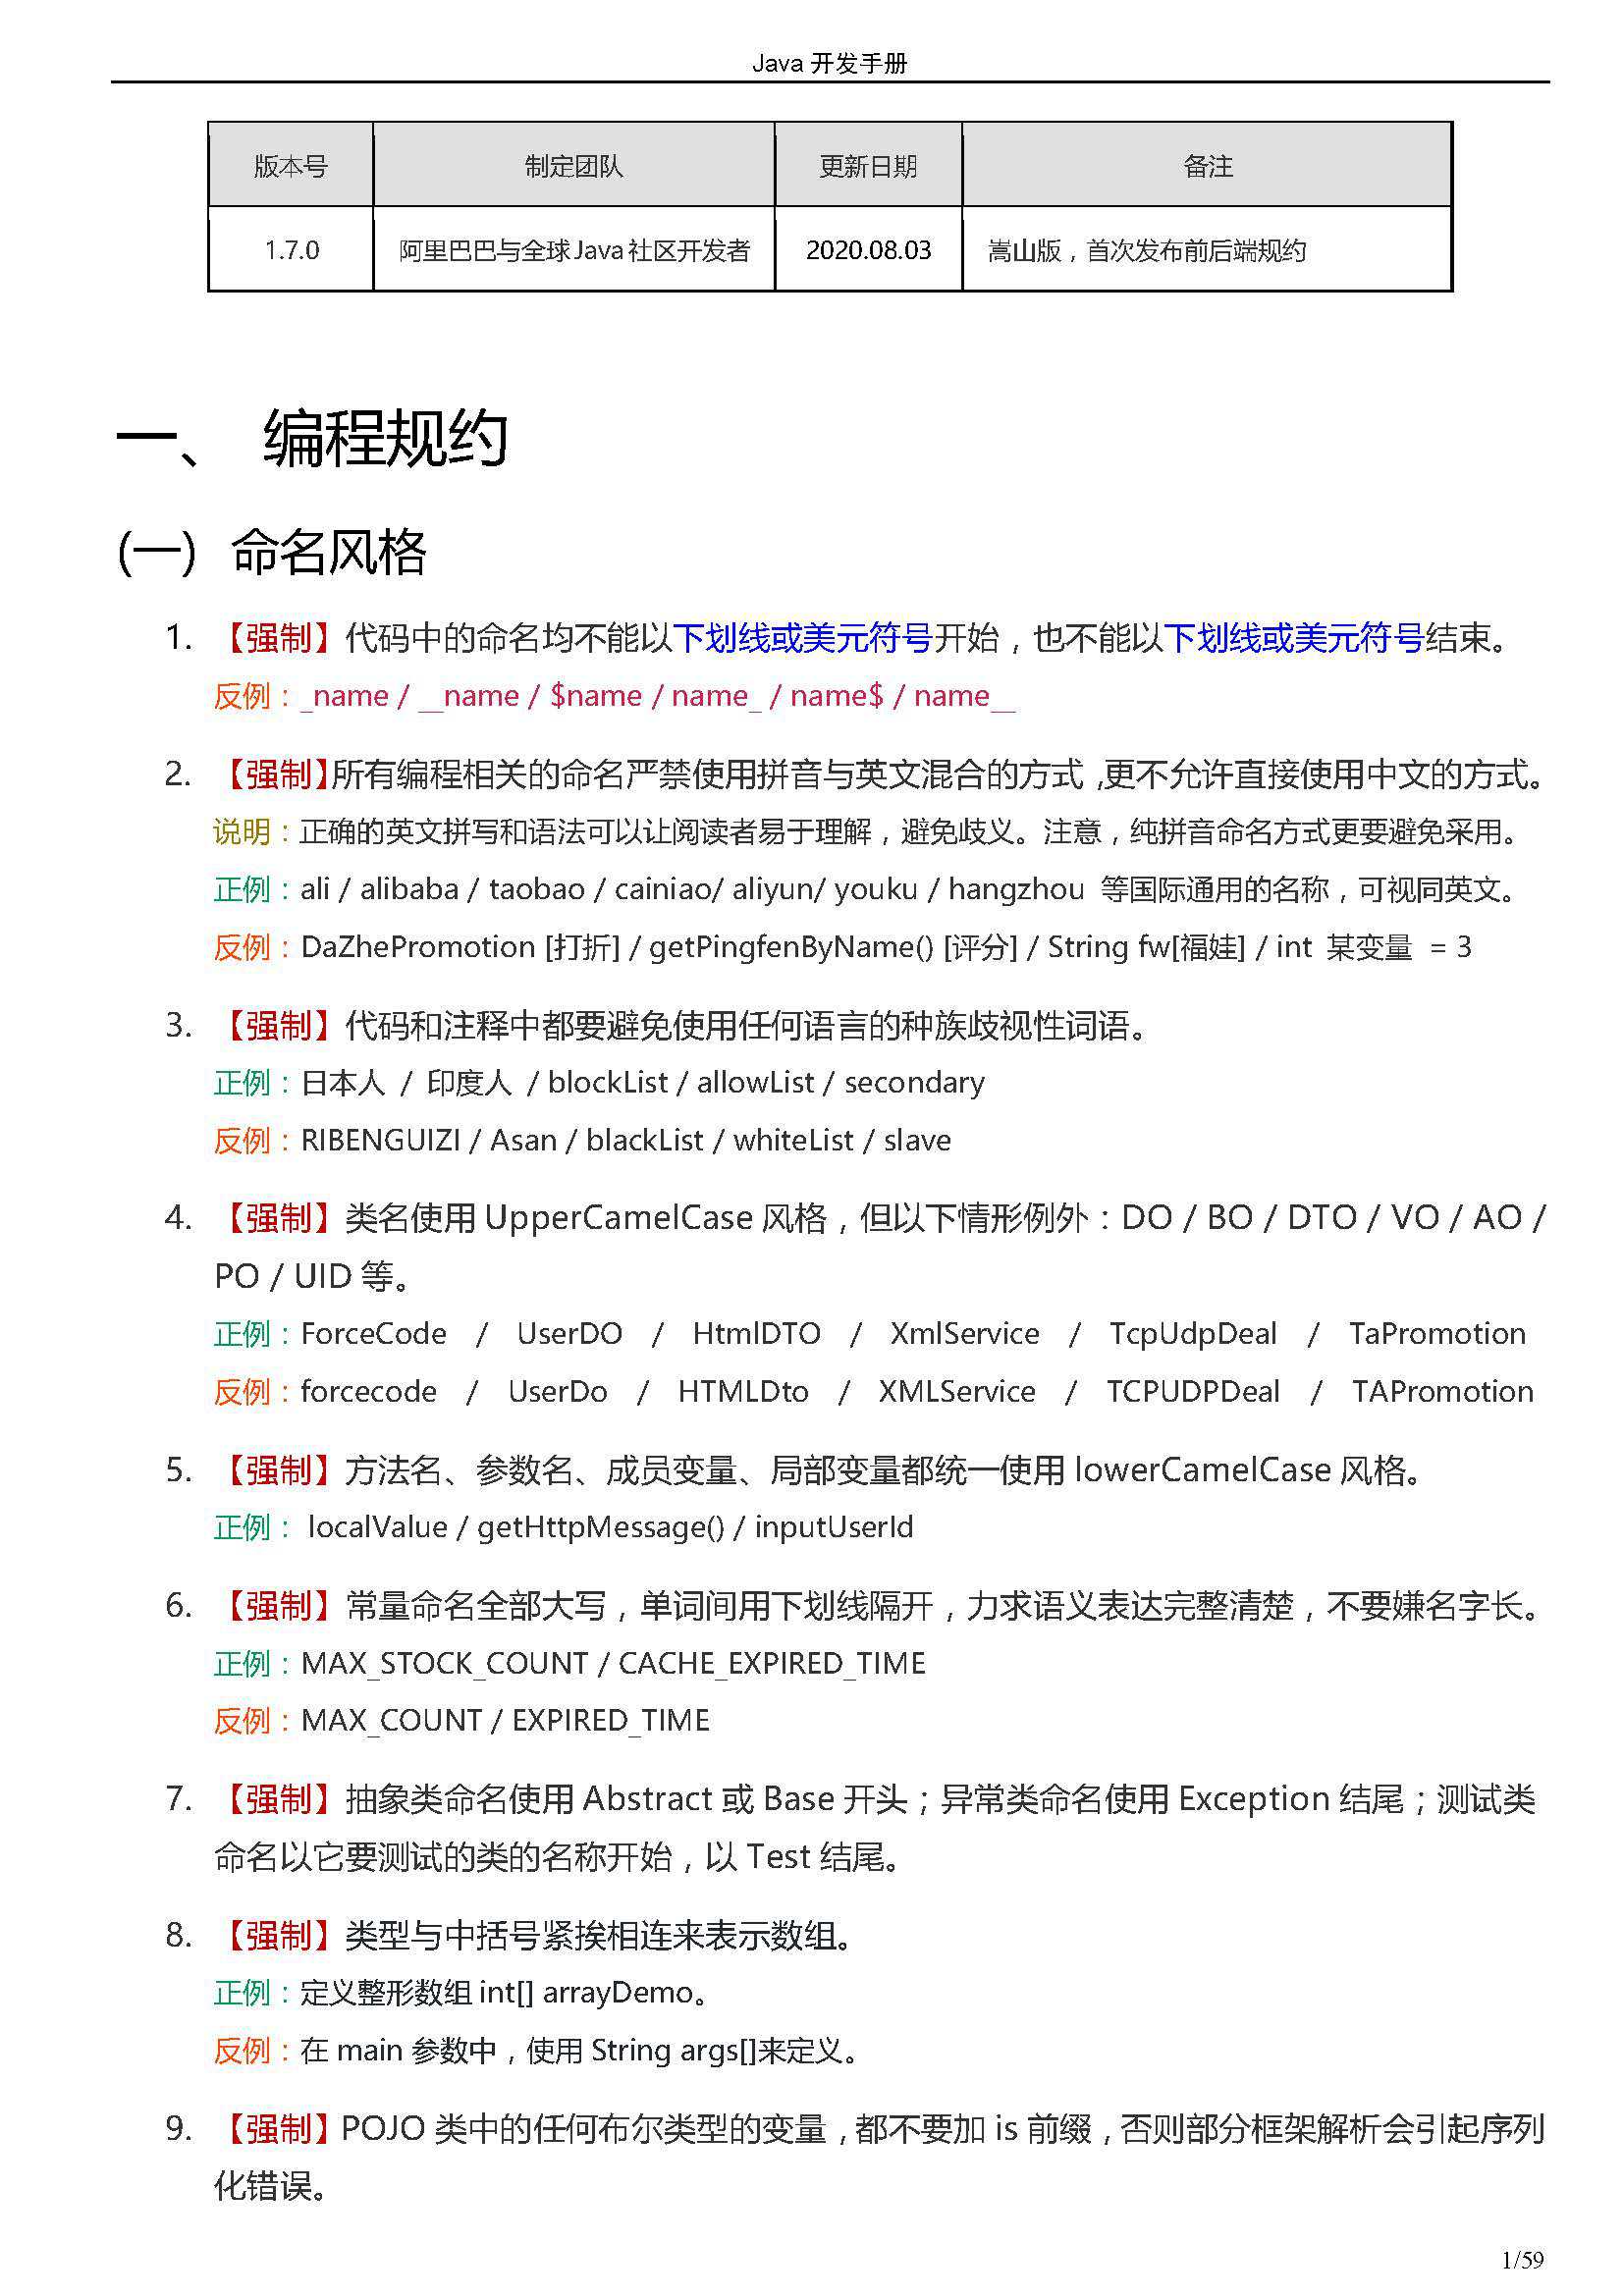 Java 开发手册
版本号 制定团队 更新日期 备注
1.7.0 阿里巴巴与全球Java社区开发者 2020.08.03 嵩山版，首次发布前后端规约
一、 编程规约
(一) 命名风格
1. 【强制】代码中的命名均不能以下划线或美元符号开始，也不能以下划线或美元符号结束。
反例：_name / __name / $name / name_ / name$ / name__
2. 【强制】所有编程相关的命名严禁使用拼音与英文混合的方式，更不允许直接使用中文的方式。
说明：正确的英文拼写和语法可以让阅读者易于理解，避免歧义。注意，纯拼音命名方式更要避免采用。
正例：ali / alibaba / taobao / cainiao/ aliyun/ youku / hangzhou 等国际通用的名称，可视同英文。
反例：DaZhePromotion [打折] / getPingfenByName() [评分] / String fw[福娃] / int 某变量 = 3
3. 【强制】代码和注释中都要避免使用任何语言的种族歧视性词语。
正例：日本人 / 印度人 / blockList / allowList / secondary
反例：RIBENGUIZI / Asan / blackList / whiteList / slave
4. 【强制】类名使用 UpperCamelCase 风格，但以下情形例外：DO / BO / DTO / VO / AO /
PO / UID 等。
正例：ForceCode / UserDO / HtmlDTO / XmlService / TcpUdpDeal / TaPromotion
反例：forcecode / UserDo / HTMLDto / XMLService / TCPUDPDeal / TAPromotion
5. 【强制】方法名、参数名、成员变量、局部变量都统一使用 lowerCamelCase 风格。
正例： localValue / getHttpMessage() / inputUserId
6. 【强制】常量命名全部大写，单词间用下划线隔开，力求语义表达完整清楚，不要嫌名字长。
正例：MAX_STOCK_COUNT / CACHE_EXPIRED_TIME
反例：MAX_COUNT / EXPIRED_TIME
7. 【强制】抽象类命名使用 Abstract 或 Base 开头；异常类命名使用 Exception 结尾；测试类
命名以它要测试的类的名称开始，以 Test 结尾。
8. 【强制】类型与中括号紧挨相连来表示数组。
正例：定义整形数组 int[] arrayDemo。
反例：在 main 参数中，使用 String args[]来定义。
9. 【强制】POJO 类中的任何布尔类型的变量，都不要加 is 前缀，否则部分框架解析会引起序列
化错误。
1/59